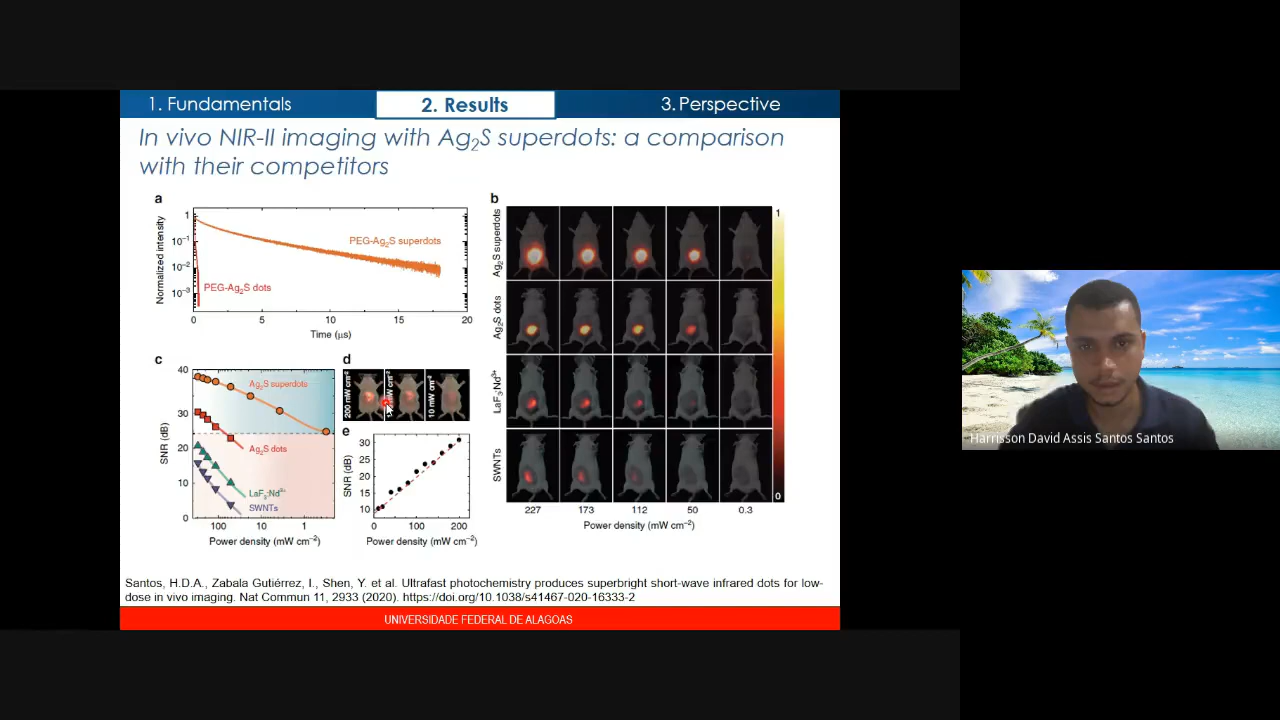 1. Fundamentals
2. Results
3. Perspective
In vivo NIR-II imaging with Ag2S superdots: a comparison
with their competitors
a
Normalized intensity
1
10⁻¹
10⁻²
10⁻³
PEG-Ag2S superdots
PEG-Ag2S dots
0 5 10 15 20
Time (μs)
b
Ag2S superdots
Ag2S dots
LaF3:Nd³⁺
SWNTs
1
0
227 173 112 50 0.3
Power density (mW cm⁻²)
c
SNR (dB)
40
30
20
10
0
Ag2S superdots
Ag2S dots
LaF3:Nd³⁺
SWNTs
100 10 1
Power density (mW cm⁻²)
d
200 mW cm⁻²
10 mW cm⁻²
e
SNR (dB)
30
25
20
15
10
0 100 200
Power density (mW cm⁻²)
Santos, H.D.A., Zabala Gutiérrez, I., Shen, Y. et al. Ultrafast photochemistry produces superbright short-wave infrared dots for low-
dose in vivo imaging. Nat Commun 11, 2933 (2020). https://doi.org/10.1038/s41467-020-16333-2
UNIVERSIDADE FEDERAL DE ALAGOAS
Harrisson David Assis Santos Santos